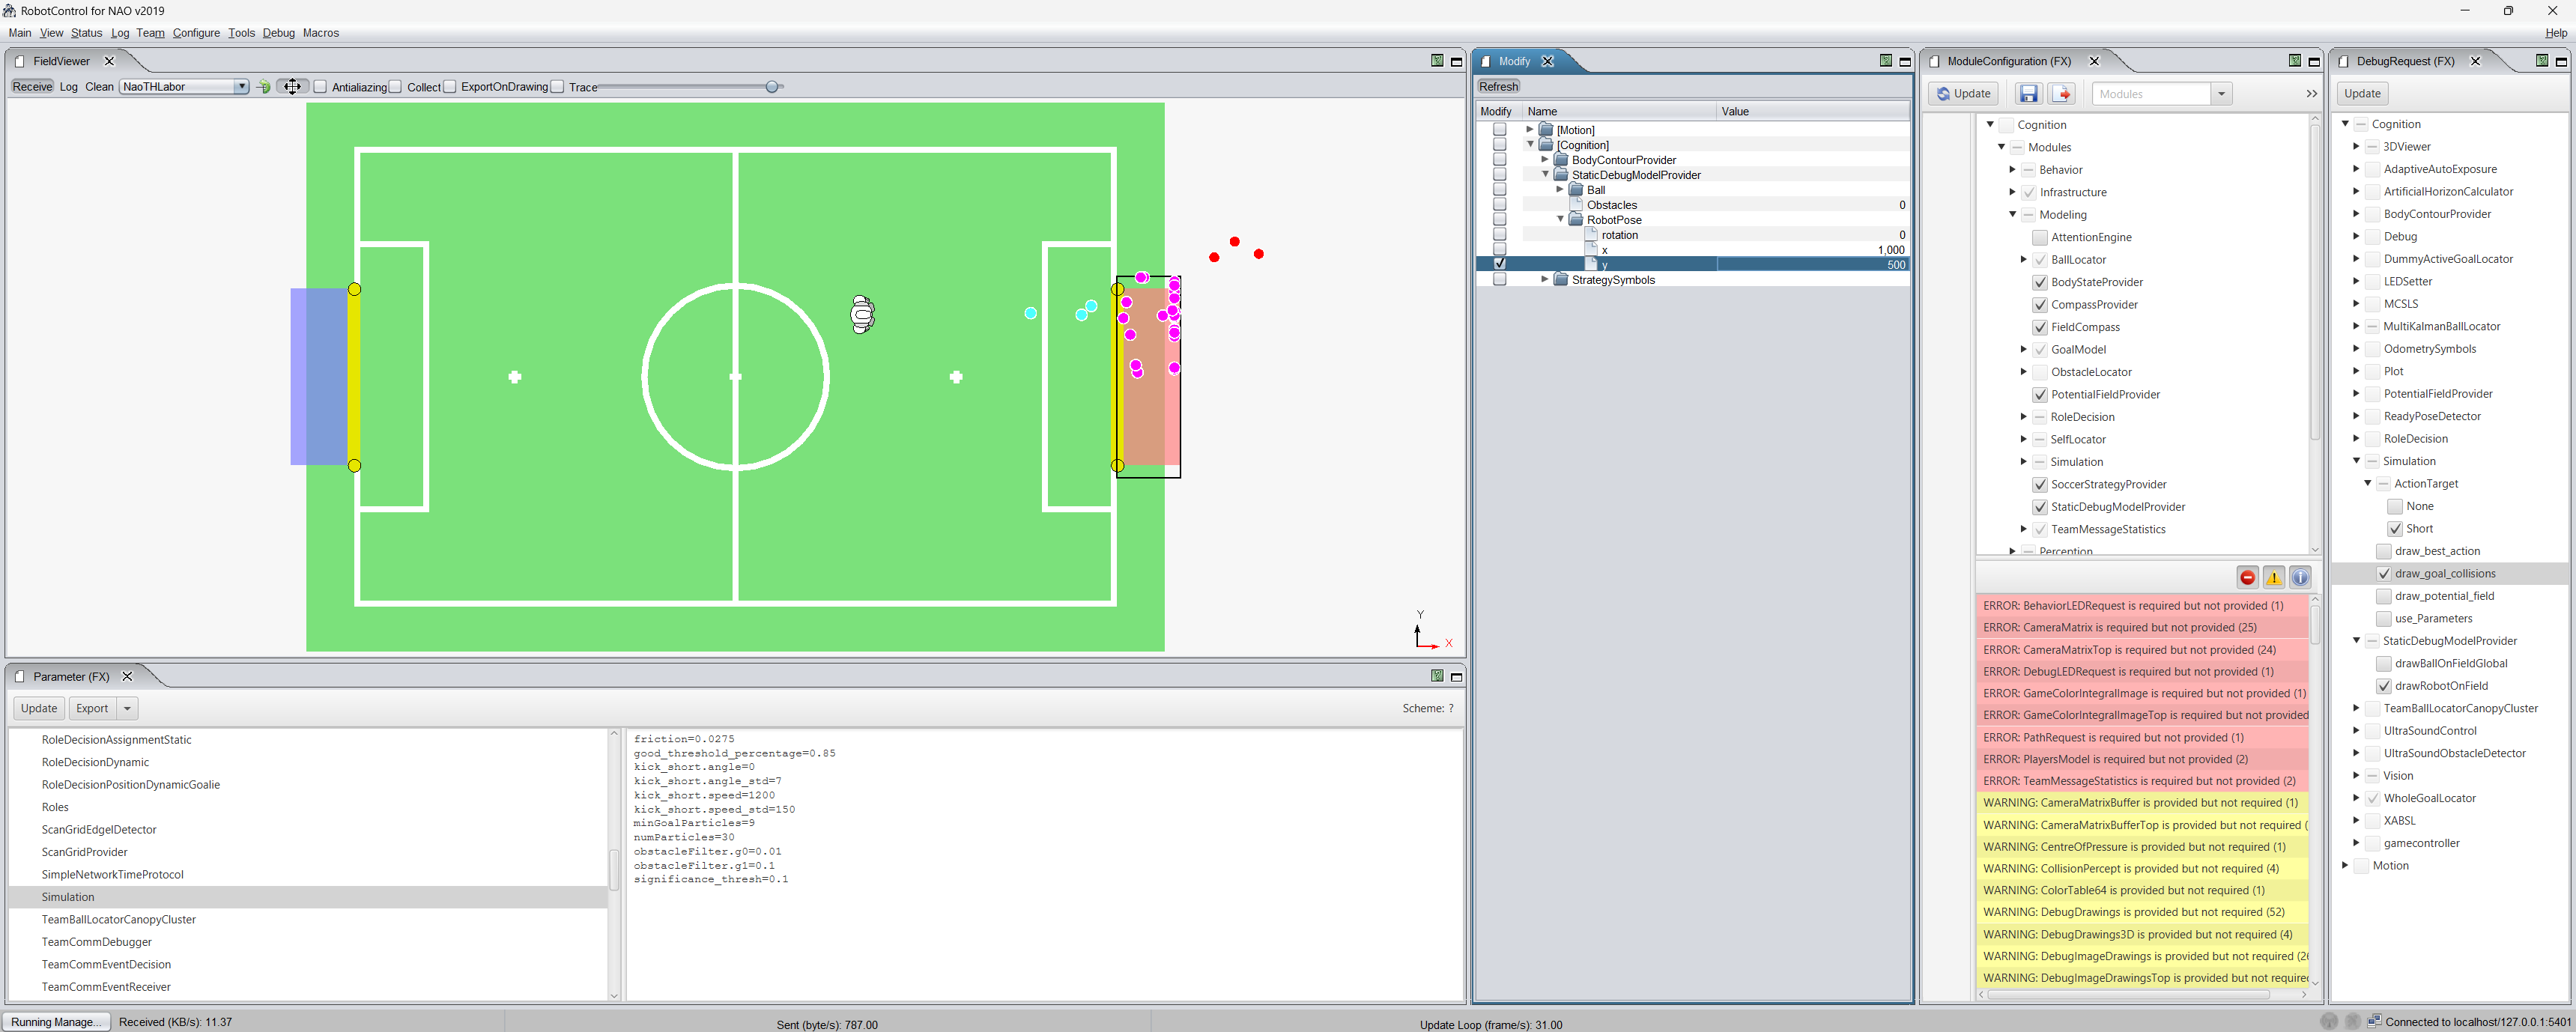 RobotControl for NAO v2019
Main View Status Log Team Configure Tools Debug Macros
Help
FieldViewer
Receive Log Clean NaoTHLabor Antialiazing Collect ExportOnDrawing Trace
Y
X
Parameter (FX)
Update Export
Scheme: ?
RoleDecisionAssignmentStatic
RoleDecisionDynamic
RoleDecisionPositionDynamicGoalie
Roles
ScanGridEdgelDetector
ScanGridProvider
SimpleNetworkTimeProtocol
Simulation
TeamBallLocatorCanopyCluster
TeamCommDebugger
TeamCommEventDecision
TeamCommEventReceiver
friction=0.0275
good_threshold_percentage=0.85
kick_short.angle=0
kick_short.angle_std=7
kick_short.speed=1200
kick_short.speed_std=150
minGoalParticles=9
numParticles=30
obstacleFilter.g0=0.01
obstacleFilter.g1=0.1
significance_thresh=0.1
Modify
Refresh
Modify Name Value
[Motion]
[Cognition]
BodyContourProvider
StaticDebugModelProvider
Ball
Obstacles 0
RobotPose
rotation 0
x 1,000
y 500
StrategySymbols
ModuleConfiguration (FX)
Update Modules
Cognition
Modules
Behavior
Infrastructure
Modeling
AttentionEngine
BallLocator
BodyStateProvider
CompassProvider
FieldCompass
GoalModel
ObstacleLocator
PotentialFieldProvider
RoleDecision
SelfLocator
Simulation
SoccerStrategyProvider
StaticDebugModelProvider
TeamMessageStatistics
Perception
ERROR: BehaviorLEDRequest is required but not provided (1)
ERROR: CameraMatrix is required but not provided (25)
ERROR: CameraMatrixTop is required but not provided (24)
ERROR: DebugLEDRequest is required but not provided (1)
ERROR: GameColorIntegralImage is required but not provided (1)
ERROR: GameColorIntegralImageTop is required but not provided
ERROR: PathRequest is required but not provided (1)
ERROR: PlayersModel is required but not provided (2)
ERROR: TeamMessageStatistics is required but not provided (2)
WARNING: CameraMatrixBuffer is provided but not required (1)
WARNING: CameraMatrixBufferTop is provided but not required (
WARNING: CentreOfPressure is provided but not required (1)
WARNING: CollisionPercept is provided but not required (4)
WARNING: ColorTable64 is provided but not required (1)
WARNING: DebugDrawings is provided but not required (52)
WARNING: DebugDrawings3D is provided but not required (4)
WARNING: DebugImageDrawings is provided but not required (2
WARNING: DebugImageDrawingsTop is provided but not require
DebugRequest (FX)
Update
Cognition
3DViewer
AdaptiveAutoExposure
ArtificialHorizonCalculator
BodyContourProvider
Debug
DummyActiveGoalLocator
LEDSetter
MCSLS
MultiKalmanBallLocator
OdometrySymbols
Plot
PotentialFieldProvider
ReadyPoseDetector
RoleDecision
Simulation
ActionTarget
None
Short
draw_best_action
draw_goal_collisions
draw_potential_field
use_Parameters
StaticDebugModelProvider
drawBallOnFieldGlobal
drawRobotOnField
TeamBallLocatorCanopyCluster
UltraSoundControl
UltraSoundObstacleDetector
Vision
WholeGoalLocator
XABSL
gamecontroller
Motion
Running Manage... Received (KB/s): 11.37 Sent (byte/s): 787.00 Update Loop (frame/s): 31.00 Connected to localhost/127.0.0.1:5401